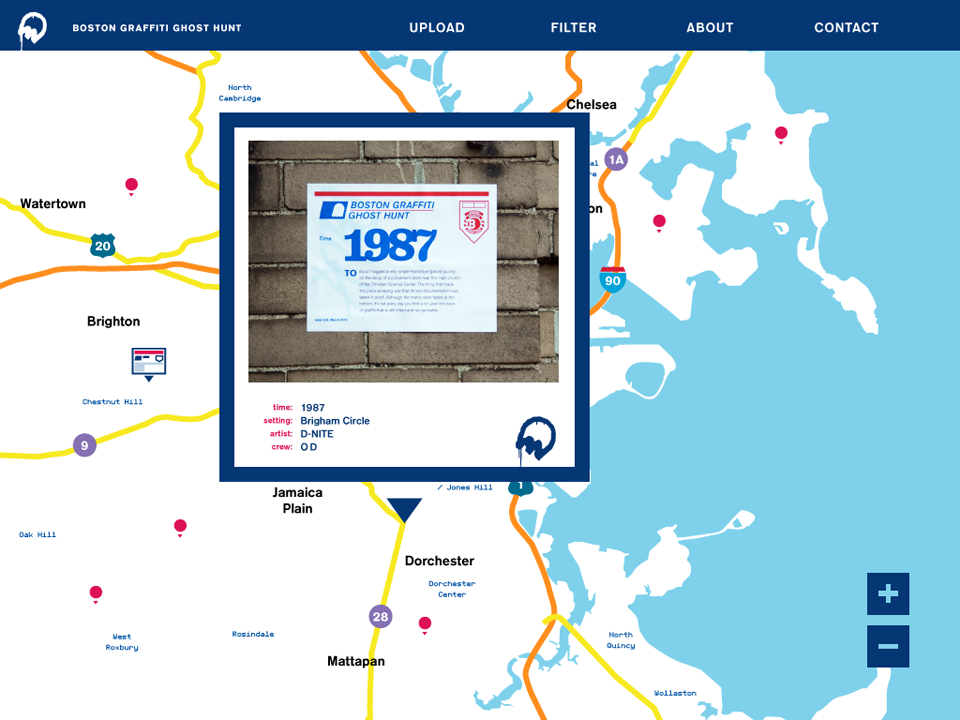 BOSTON GRAFFITI GHOST HUNT
UPLOAD
FILTER
ABOUT
CONTACT
North
Cambridge
Chelsea
1A
Watertown
20
on
90
Brighton
Chestnut Hill
9
BOSTON GRAFFITI
GHOST HUNT
Time
1987
TO
time: 1987
setting: Brigham Circle
artist: D-NITE
crew: O D
1
Jones Hill
Jamaica
Plain
Oak Hill
Dorchester
Dorchester
Center
28
West
Roxbury
Rosindale
North
Quincy
Mattapan
Wollaston